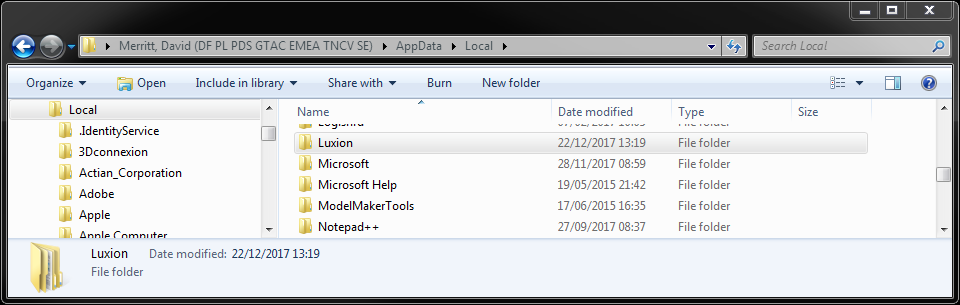 Merritt, David (DF PL PDS GTAC EMEA TNCV SE) AppData Local Search Local
Organize Open Include in library Share with Burn New folder
Local
.IdentityService
3Dconnexion
Actian_Corporation
Adobe
Apple
Apple Computer
Name Date modified Type Size
Luxion 22/12/2017 13:19 File folder
Microsoft 28/11/2017 08:59 File folder
Microsoft Help 19/05/2015 21:42 File folder
ModelMakerTools 17/06/2015 16:35 File folder
Notepad++ 27/09/2017 08:37 File folder
Luxion Date modified: 22/12/2017 13:19
File folder